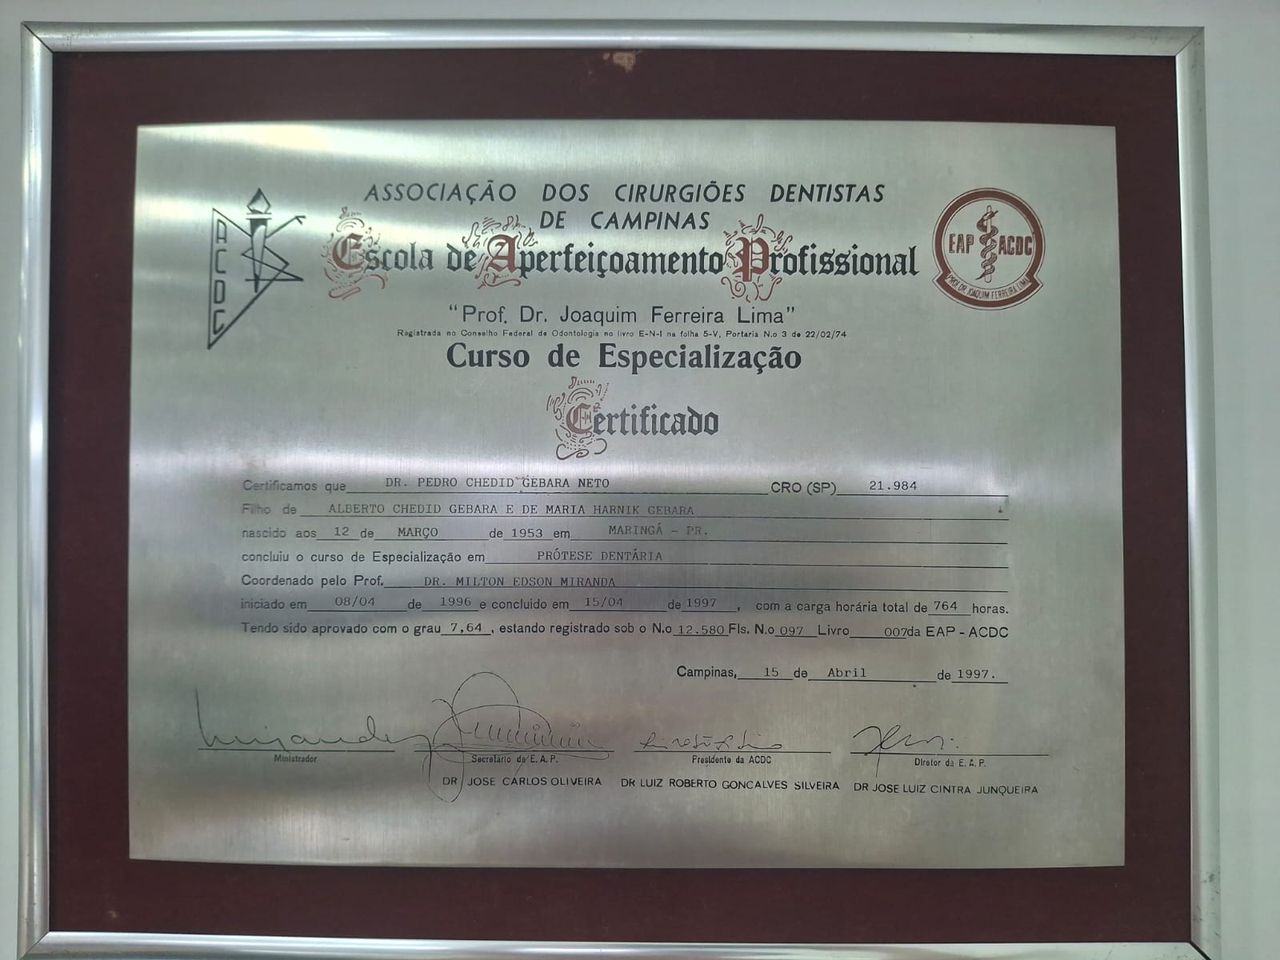 ACDC
ASSOCIAÇÃO DOS CIRURGIÕES DENTISTAS
DE CAMPINAS
Escola de Aperfeiçoamento Profissional
EAP ACDC
PROF. DR. JOAQUIM FERREIRA LIMA
"Prof. Dr. Joaquim Ferreira Lima"
Registrada no Conselho Federal de Odontologia no livro E-N-I na folha 5-V, Portaria N.o 3 de 22/02/74
Curso de Especialização
Certificado
Certificamos que DR. PEDRO CHEDID GEBARA NETO CRO (SP) 21.984
Filho de ALBERTO CHEDID GEBARA E DE MARIA HARNIK GEBARA
nascido aos 12 de MARÇO de 1953 em MARINGÁ - PR.
concluiu o curso de Especialização em PRÓTESE DENTÁRIA
Coordenado pelo Prof. DR. MILTON EDSON MIRANDA
iniciado em 08/04 de 1996 e concluido em 15/04 de 1997 , com a carga horária total de 764 horas.
Tendo sido aprovado com o grau 7,64 , estando registrado sob o N.o 12.580 Fls. N.o 097 Livro 007 da EAP - ACDC
Campinas, 15 de Abril de 1997.
Ministrador Secretário da E.A.P. Presidente da ACDC Diretor da E.A.P.
DR JOSE CARLOS OLIVEIRA DR LUIZ ROBERTO GONCALVES SILVEIRA DR JOSE LUIZ CINTRA JUNQUEIRA